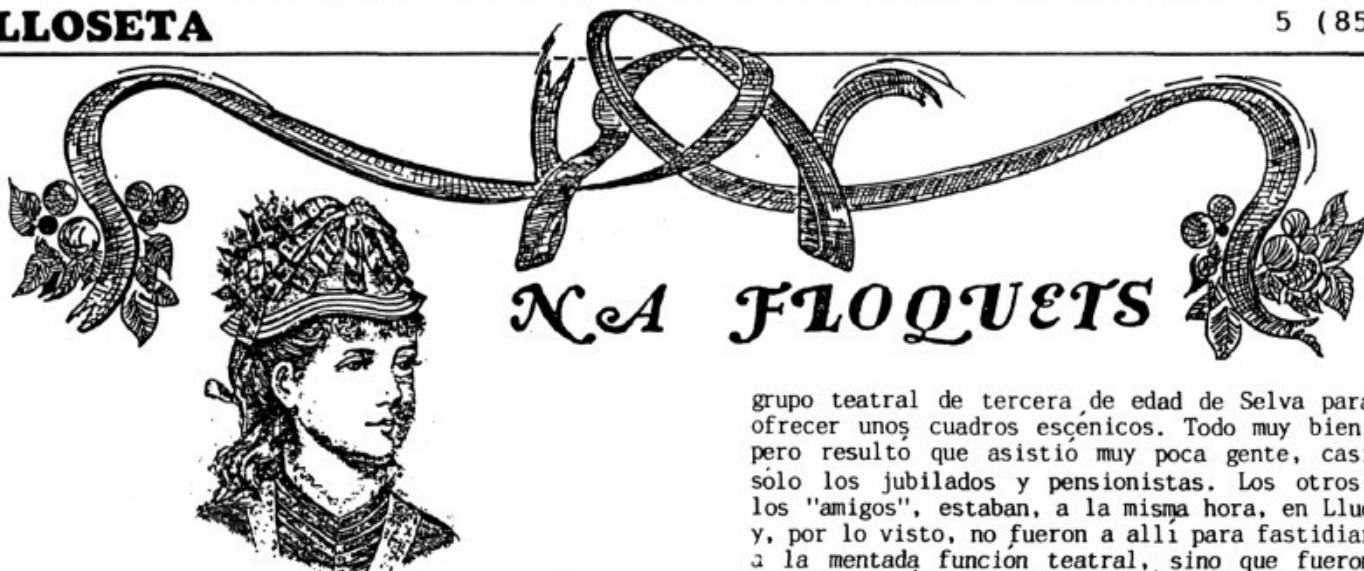 LLOSETA
5 (85
NA FLOQUETS
grupo teatral de tercera de edad de Selva para
ofrecer unos cuadros escénicos. Todo muy bien
pero resultó que asistió muy poca gente, casi
sólo los jubilados y pensionistas. Los otros
los "amigos", estaban, a la misma hora, en Lluc
y, por lo visto, no fueron a allí para fastidiar
a la mentada función teatral, sino que fueron